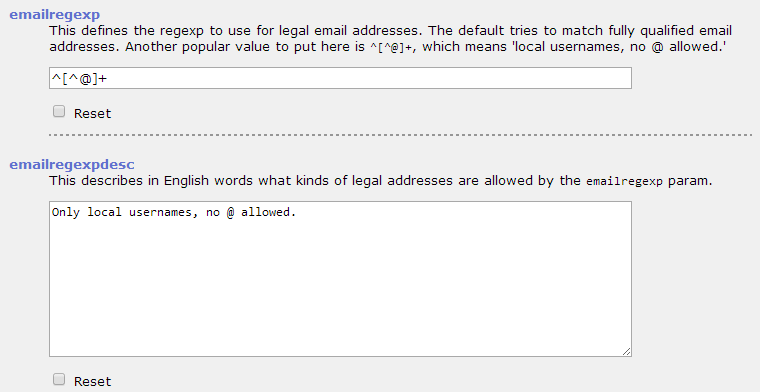 emailregexp
This defines the regexp to use for legal email addresses. The default tries to match fully qualified email
addresses. Another popular value to put here is ^[^@]+, which means 'local usernames, no @ allowed.'
^[^@]+
Reset
emailregexpdesc
This describes in English words what kinds of legal addresses are allowed by the emailregexp param.
Only local usernames, no @ allowed.
Reset